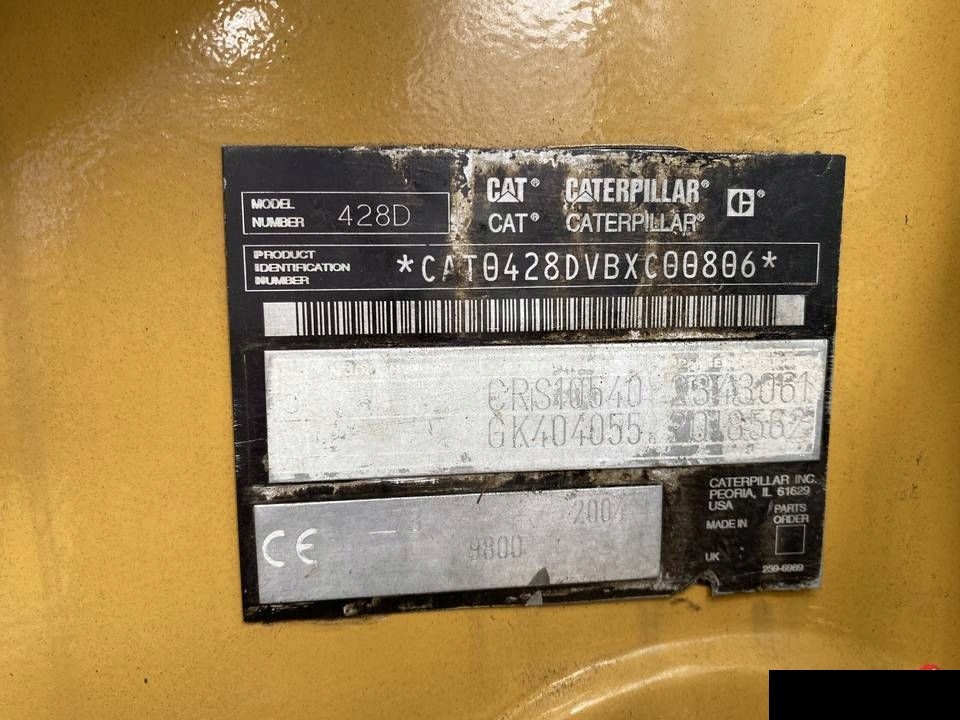 MODEL NUMBER 428D
CAT® CATERPILLAR® C®
CAT® CATERPILLAR®
PRODUCT
IDENTIFICATION
NUMBER
*CAT0428DVBXC00806*
CRS10540
GK404055
CE
9800
CATERPILLAR INC.
PEORIA, IL 61629
USA
MADE IN
UK
PARTS
ORDER
239-6989